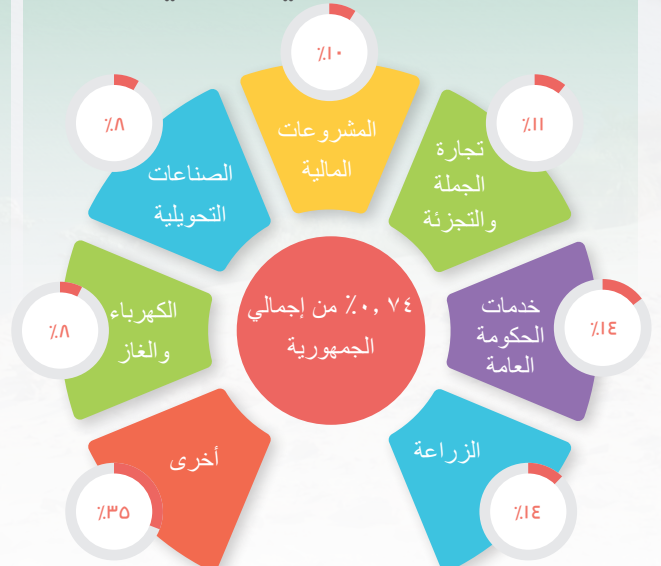 ٪١٠
المشروعات
المالية
٪١١
تجارة
الجملة
والتجزئة
٪٨
الصناعات
التحويلية
٪١٤
خدمات
الحكومة
العامة
٠,٧٤٪ من إجمالي
الجمهورية
٪٨
الكهرباء
والغاز
الزراعة
٪١٤
أخرى
٪٣٥